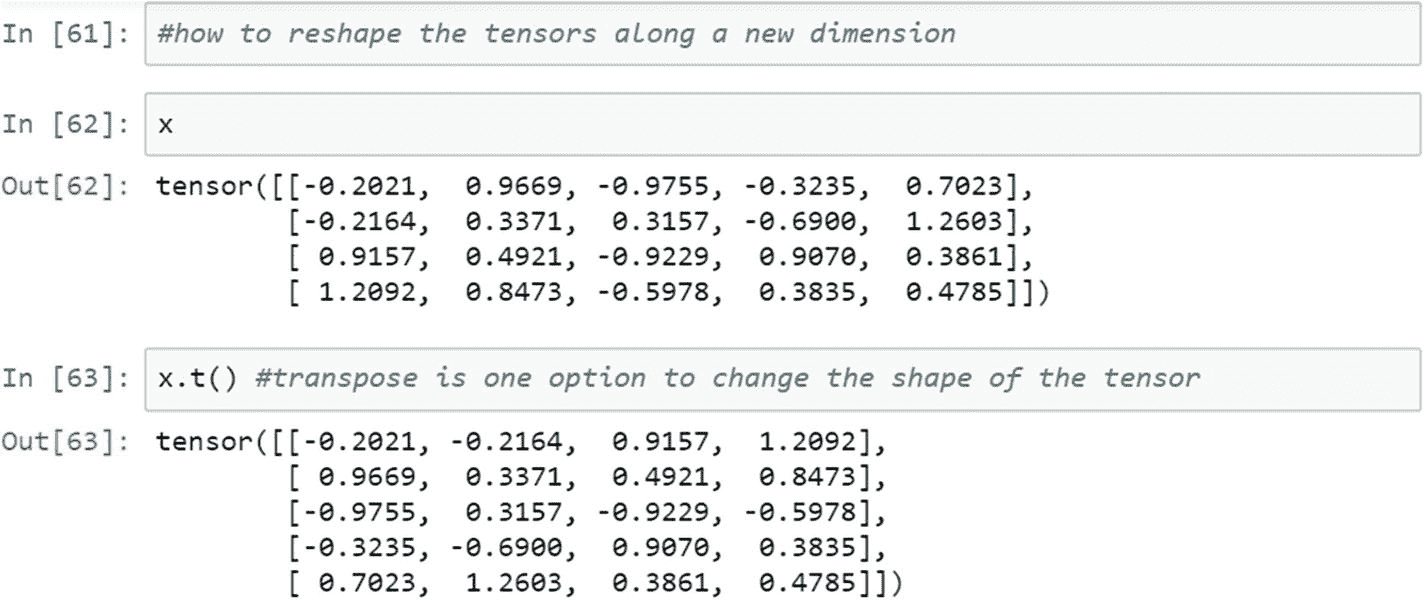 In [61]: #how to reshape the tensors along a new dimension
In [62]: x
Out[62]: tensor([[-0.2021,  0.9669, -0.9755, -0.3235,  0.7023],
        [-0.2164,  0.3371,  0.3157, -0.6900,  1.2603],
        [ 0.9157,  0.4921, -0.9229,  0.9070,  0.3861],
        [ 1.2092,  0.8473, -0.5978,  0.3835,  0.4785]])
In [63]: x.t() #transpose is one option to change the shape of the tensor
Out[63]: tensor([[-0.2021, -0.2164,  0.9157,  1.2092],
        [ 0.9669,  0.3371,  0.4921,  0.8473],
        [-0.9755,  0.3157, -0.9229, -0.5978],
        [-0.3235, -0.6900,  0.9070,  0.3835],
        [ 0.7023,  1.2603,  0.3861,  0.4785]])